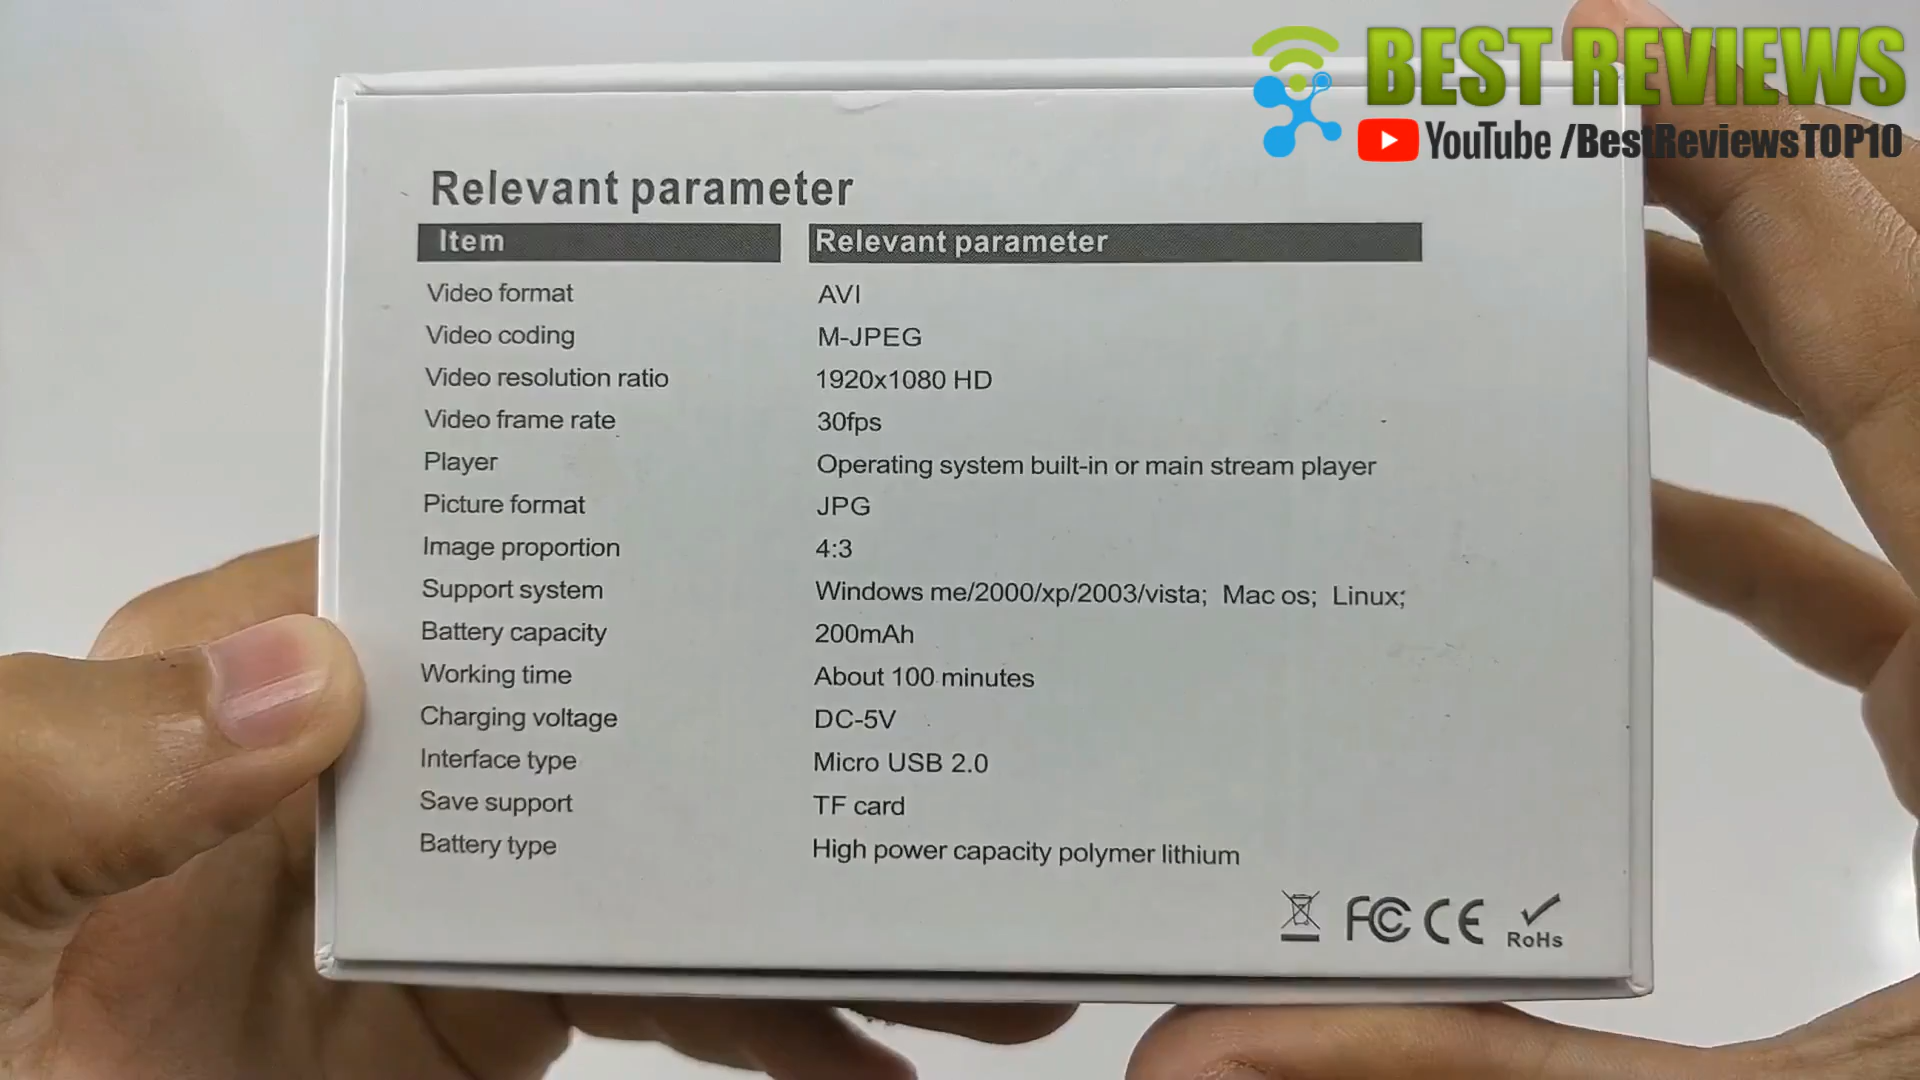 BEST REVIEWS
YouTube /BestReviewsTOP10
Relevant parameter
Item Relevant parameter
Video format AVI
Video coding M-JPEG
Video resolution ratio 1920x1080 HD
Video frame rate 30fps
Player Operating system built-in or main stream player
Picture format JPG
Image proportion 4:3
Support system Windows me/2000/xp/2003/vista; Mac os; Linux;
Battery capacity 200mAh
Working time About 100 minutes
Charging voltage DC-5V
Interface type Micro USB 2.0
Save support TF card
Battery type High power capacity polymer lithium
FC CE RoHs